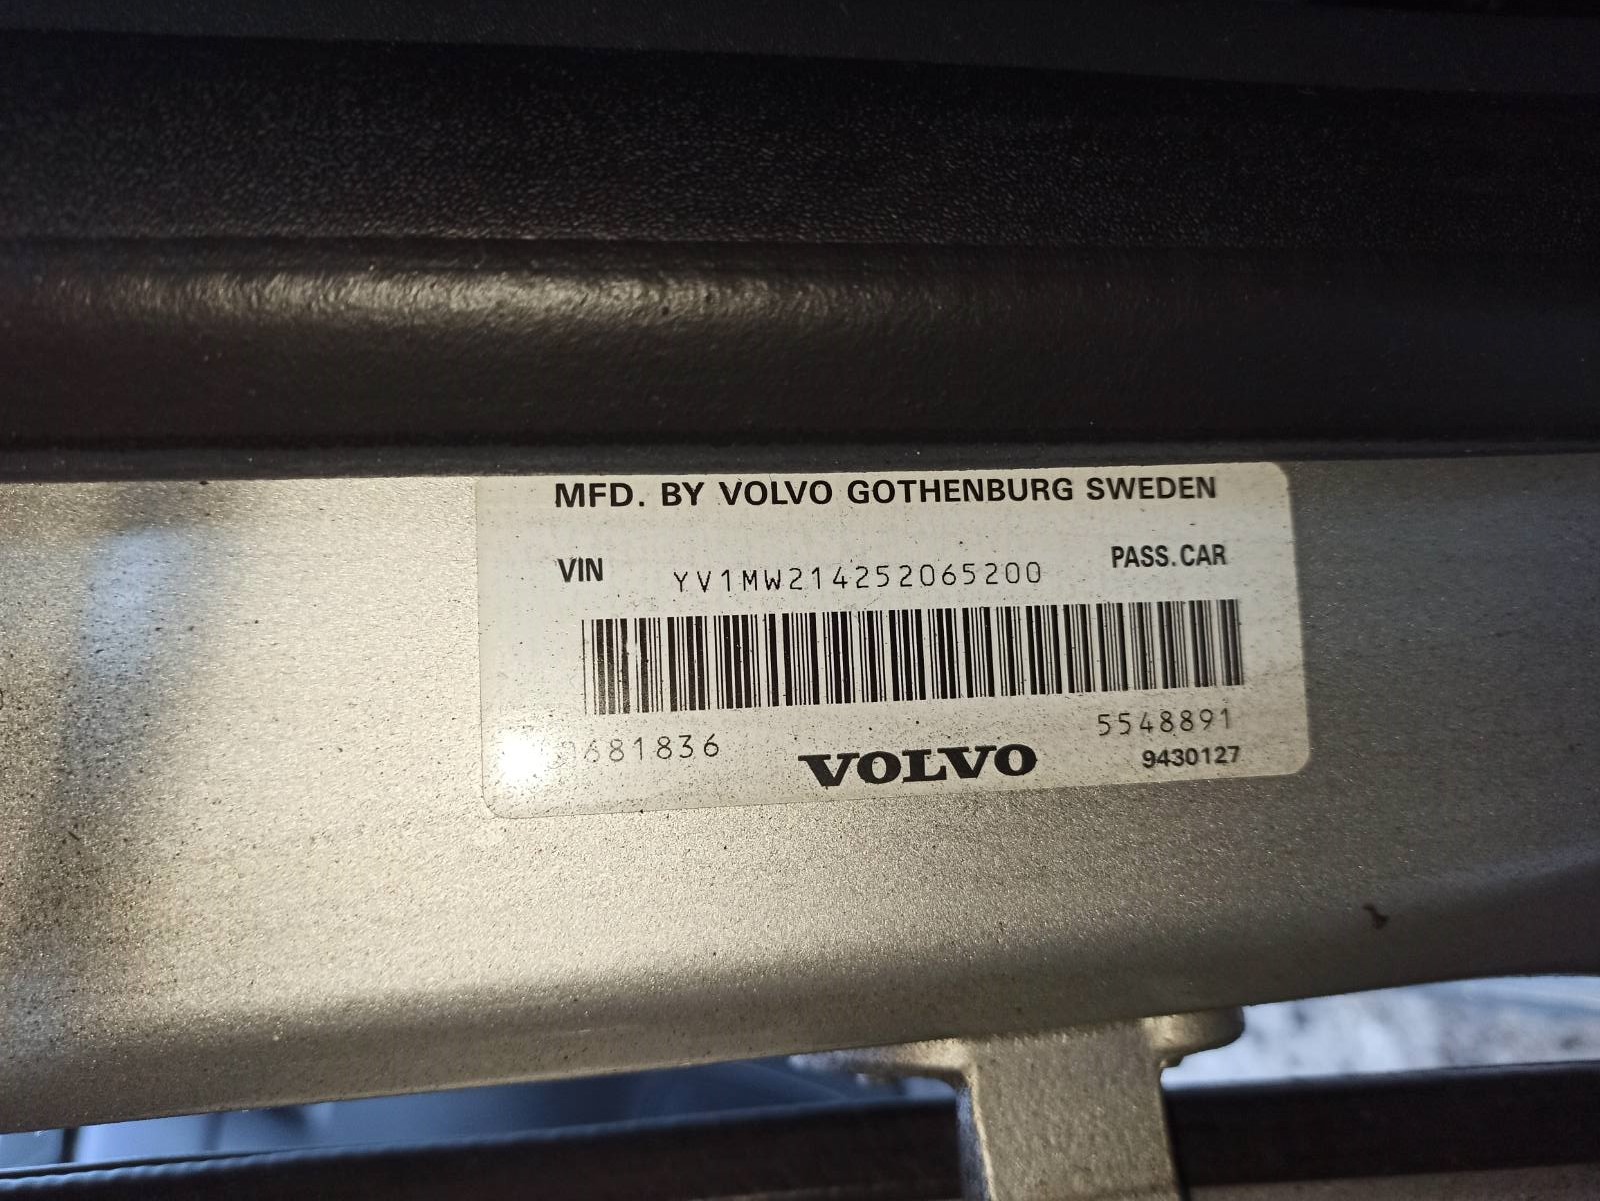 MFD. BY VOLVO GOTHENBURG SWEDEN
VIN YV1MW214252065200 PASS. CAR
5548891
VOLVO
9430127